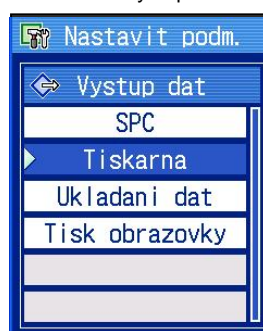 Nastavit podm.
Vystup dat
SPC
Tiskarna
Ukladani dat
Tisk obrazovky